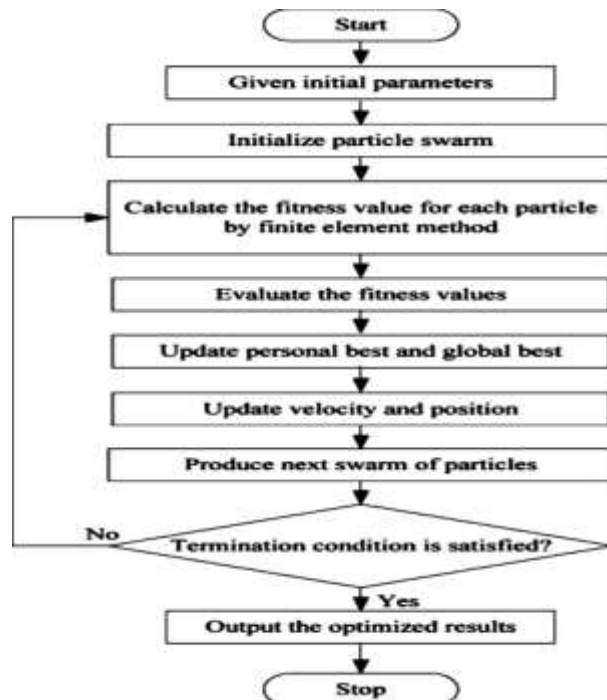 Start
Given initial parameters
Initialize particle swarm
Calculate the fitness value for each particle
by finite element method
Evaluate the fitness values
Update personal best and global best
Update velocity and position
Produce next swarm of particles
No
Termination condition is satisfied?
Yes
Output the optimized results
Stop